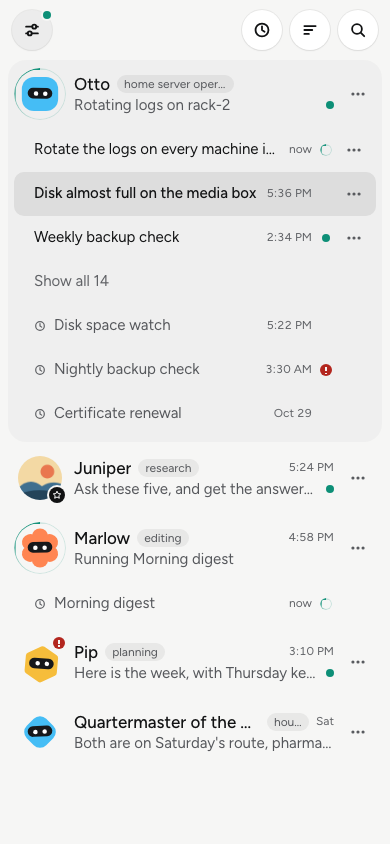 Otto home server oper...
Rotating logs on rack-2
Rotate the logs on every machine i... now
Disk almost full on the media box 5:36 PM
Weekly backup check 2:34 PM
Show all 14
Disk space watch 5:22 PM
Nightly backup check 3:30 AM
Certificate renewal Oct 29
Juniper research 5:24 PM
Ask these five, and get the answer...
Marlow editing 4:58 PM
Running Morning digest
Morning digest now
Pip planning 3:10 PM
Here is the week, with Thursday ke...
Quartermaster of the ... hou... Sat
Both are on Saturday's route, pharma...